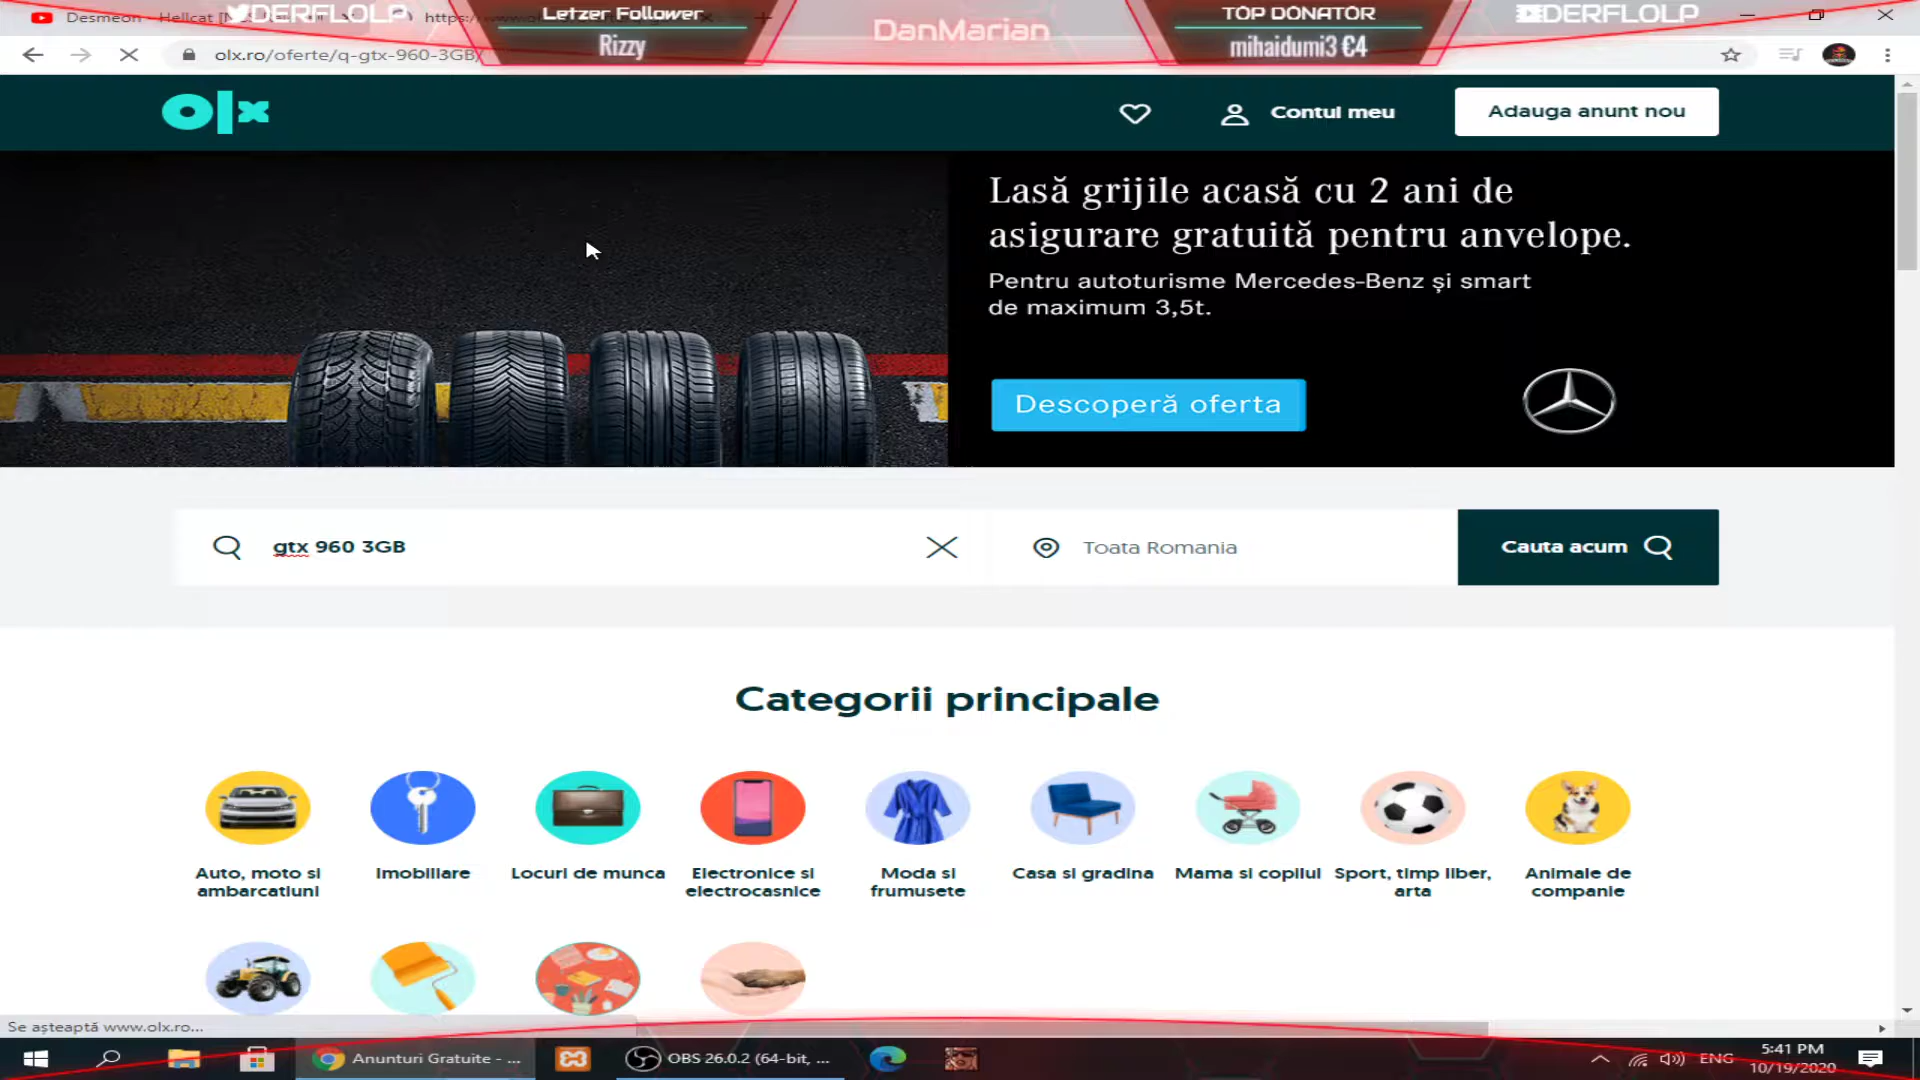 DERFLOLP
Letzer Follower
Rizzy
DanMarian
TOP DONATOR
mihaidumi3 €4
DERFLOLP
Desmeon - Hellcat
olx.ro/oferte/q-gtx-960-3GB/
olx
Contul meu
Adauga anunt nou
Lasă grijile acasă cu 2 ani de
asigurare gratuită pentru anvelope.
Pentru autoturisme Mercedes-Benz și smart
de maximum 3,5t.
Descoperă oferta
gtx 960 3GB
Toata Romania
Cauta acum
Categorii principale
Auto, moto si
ambarcatiuni
Imobiliare
Locuri de munca
Electronice si
electrocasnice
Moda si
frumusete
Casa si gradina
Mama si copilul
Sport, timp liber,
arta
Animale de
companie
Se așteaptă www.olx.ro...
Anunturi Gratuite - ...
OBS 26.0.2 (64-bit, ...
ENG
5:41 PM
10/19/2020